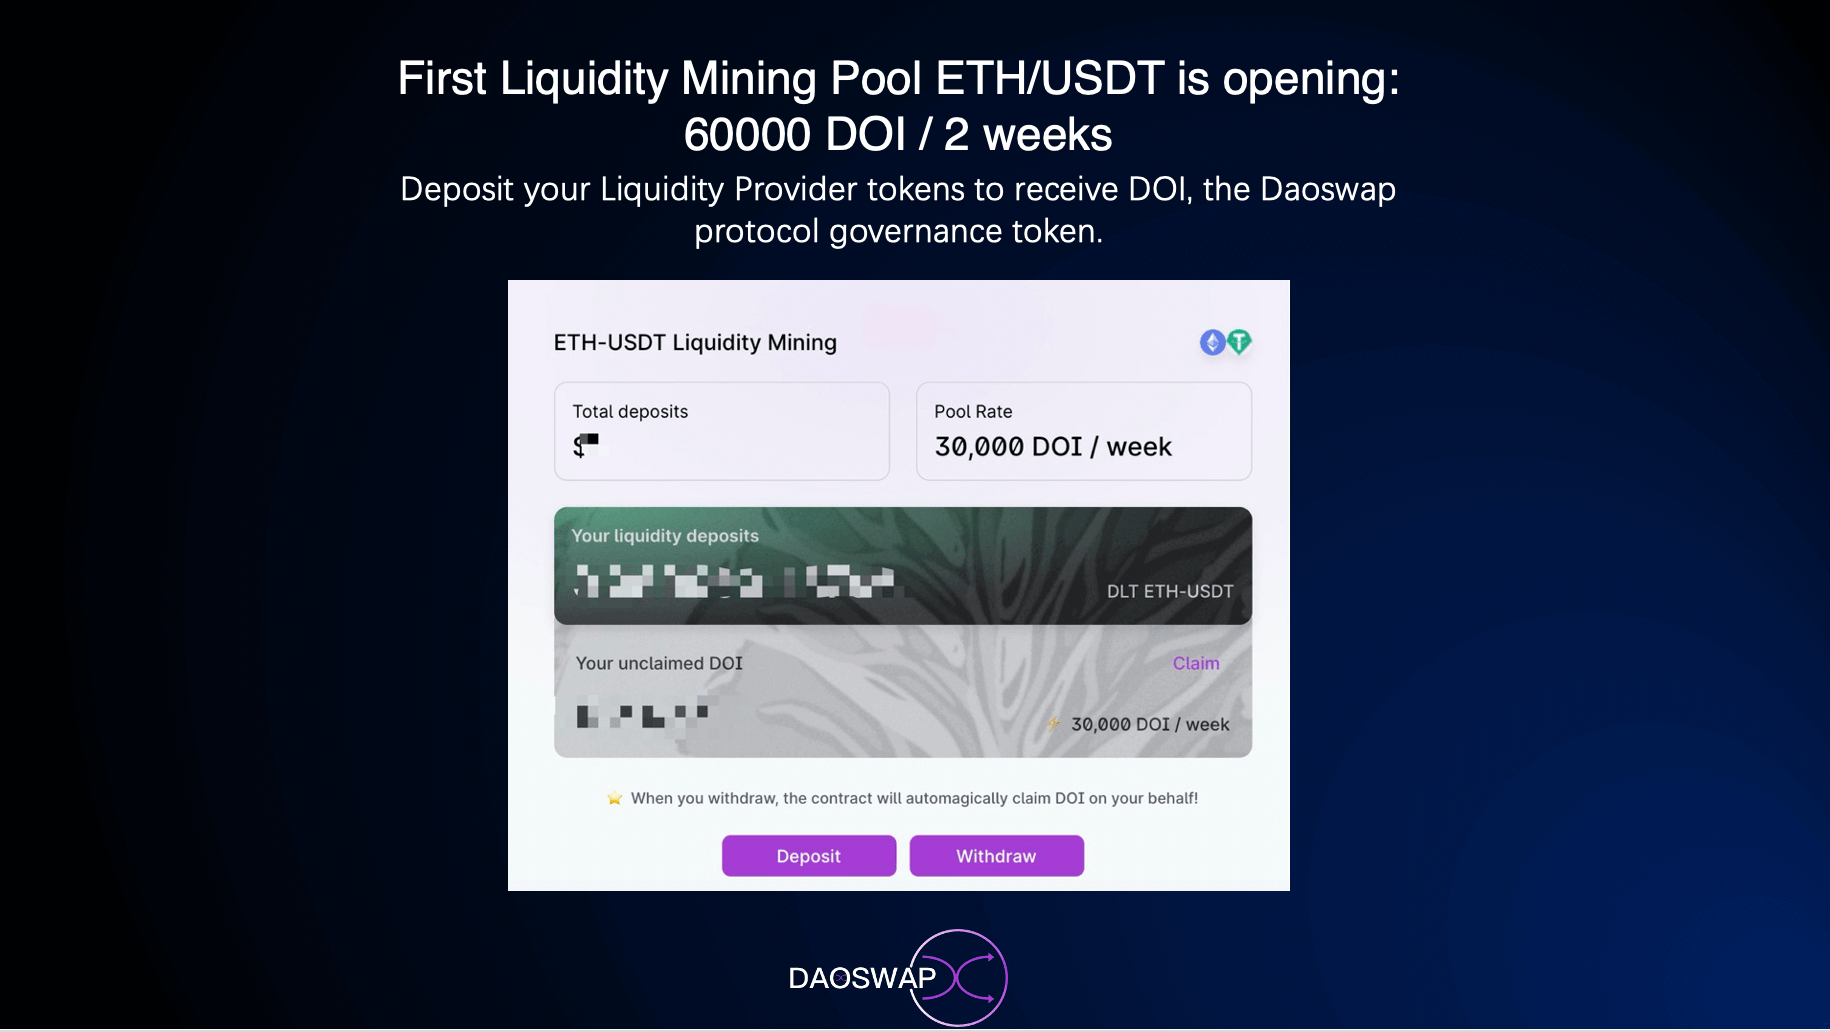 First Liquidity Mining Pool ETH/USDT is opening:
60000 DOI / 2 weeks
Deposit your Liquidity Provider tokens to receive DOI, the Daoswap
protocol governance token.
ETH-USDT Liquidity Mining
Total deposits
$
Pool Rate
30,000 DOI / week
Your liquidity deposits
DLT ETH-USDT
Your unclaimed DOI
Claim
30,000 DOI / week
When you withdraw, the contract will automagically claim DOI on your behalf!
Deposit
Withdraw
DAOSWAP